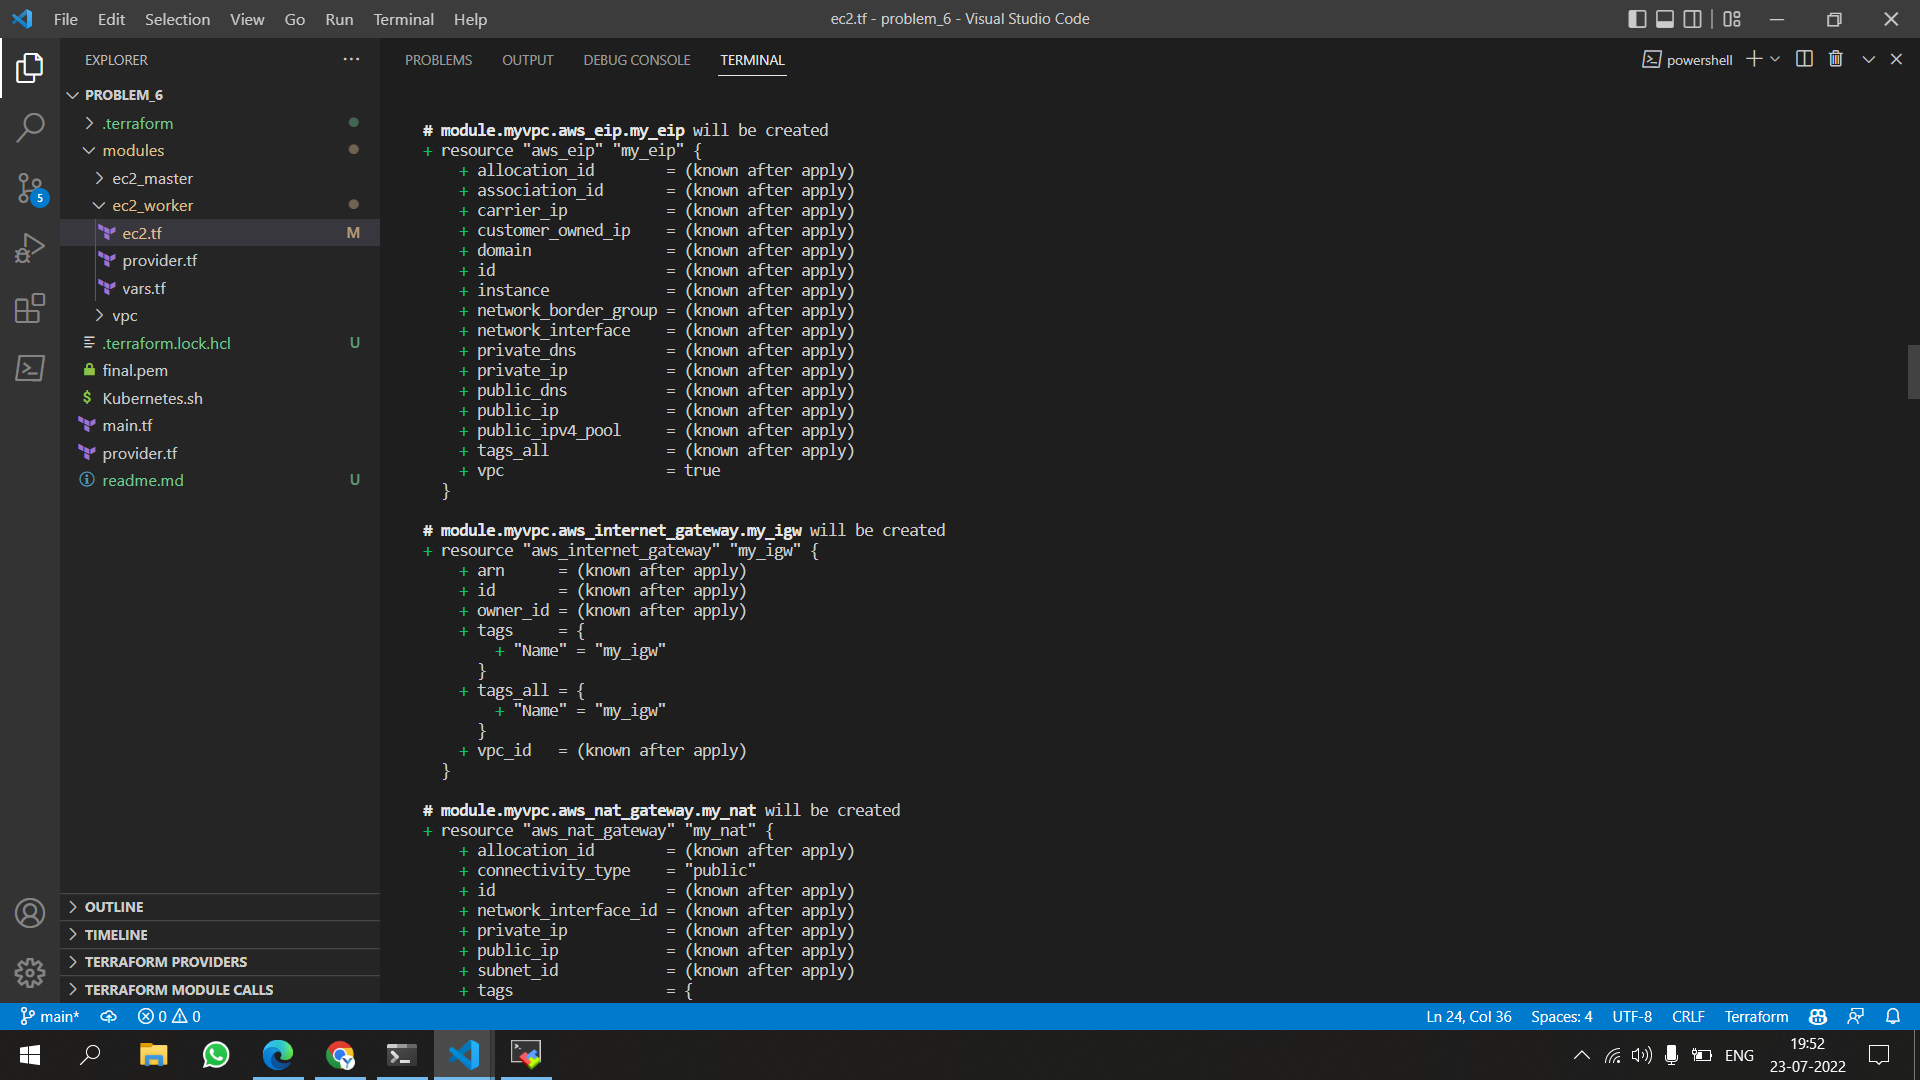 File Edit Selection View Go Run Terminal Help
ec2.tf - problem_6 - Visual Studio Code
EXPLORER
PROBLEM_6
.terraform
modules
ec2_master
ec2_worker
ec2.tf M
provider.tf
vars.tf
vpc
.terraform.lock.hcl U
final.pem
Kubernetes.sh
main.tf
provider.tf
readme.md U
OUTLINE
TIMELINE
TERRAFORM PROVIDERS
TERRAFORM MODULE CALLS
5
PROBLEMS OUTPUT DEBUG CONSOLE TERMINAL
powershell
# module.myvpc.aws_eip.my_eip will be created
+ resource "aws_eip" "my_eip" {
    + allocation_id        = (known after apply)
    + association_id       = (known after apply)
    + carrier_ip           = (known after apply)
    + customer_owned_ip    = (known after apply)
    + domain               = (known after apply)
    + id                   = (known after apply)
    + instance             = (known after apply)
    + network_border_group = (known after apply)
    + network_interface    = (known after apply)
    + private_dns          = (known after apply)
    + private_ip           = (known after apply)
    + public_dns           = (known after apply)
    + public_ip            = (known after apply)
    + public_ipv4_pool     = (known after apply)
    + tags_all             = (known after apply)
    + vpc                  = true
  }
# module.myvpc.aws_internet_gateway.my_igw will be created
+ resource "aws_internet_gateway" "my_igw" {
    + arn      = (known after apply)
    + id       = (known after apply)
    + owner_id = (known after apply)
    + tags     = {
        + "Name" = "my_igw"
      }
    + tags_all = {
        + "Name" = "my_igw"
      }
    + vpc_id   = (known after apply)
  }
# module.myvpc.aws_nat_gateway.my_nat will be created
+ resource "aws_nat_gateway" "my_nat" {
    + allocation_id        = (known after apply)
    + connectivity_type    = "public"
    + id                   = (known after apply)
    + network_interface_id = (known after apply)
    + private_ip           = (known after apply)
    + public_ip            = (known after apply)
    + subnet_id            = (known after apply)
    + tags                 = {
main* 0 0 Ln 24, Col 36 Spaces: 4 UTF-8 CRLF Terraform
ENG
19:52
23-07-2022